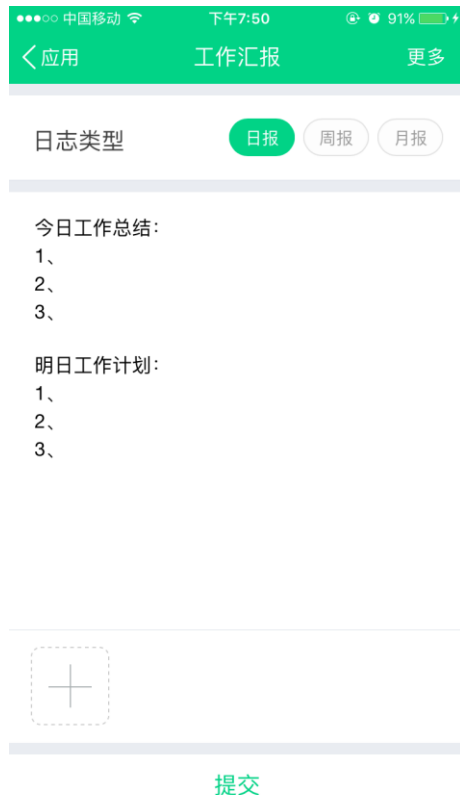 中国移动 下午7:50 91%
应用 工作汇报 更多
日志类型 日报 周报 月报
今日工作总结：
1、
2、
3、
明日工作计划：
1、
2、
3、
提交